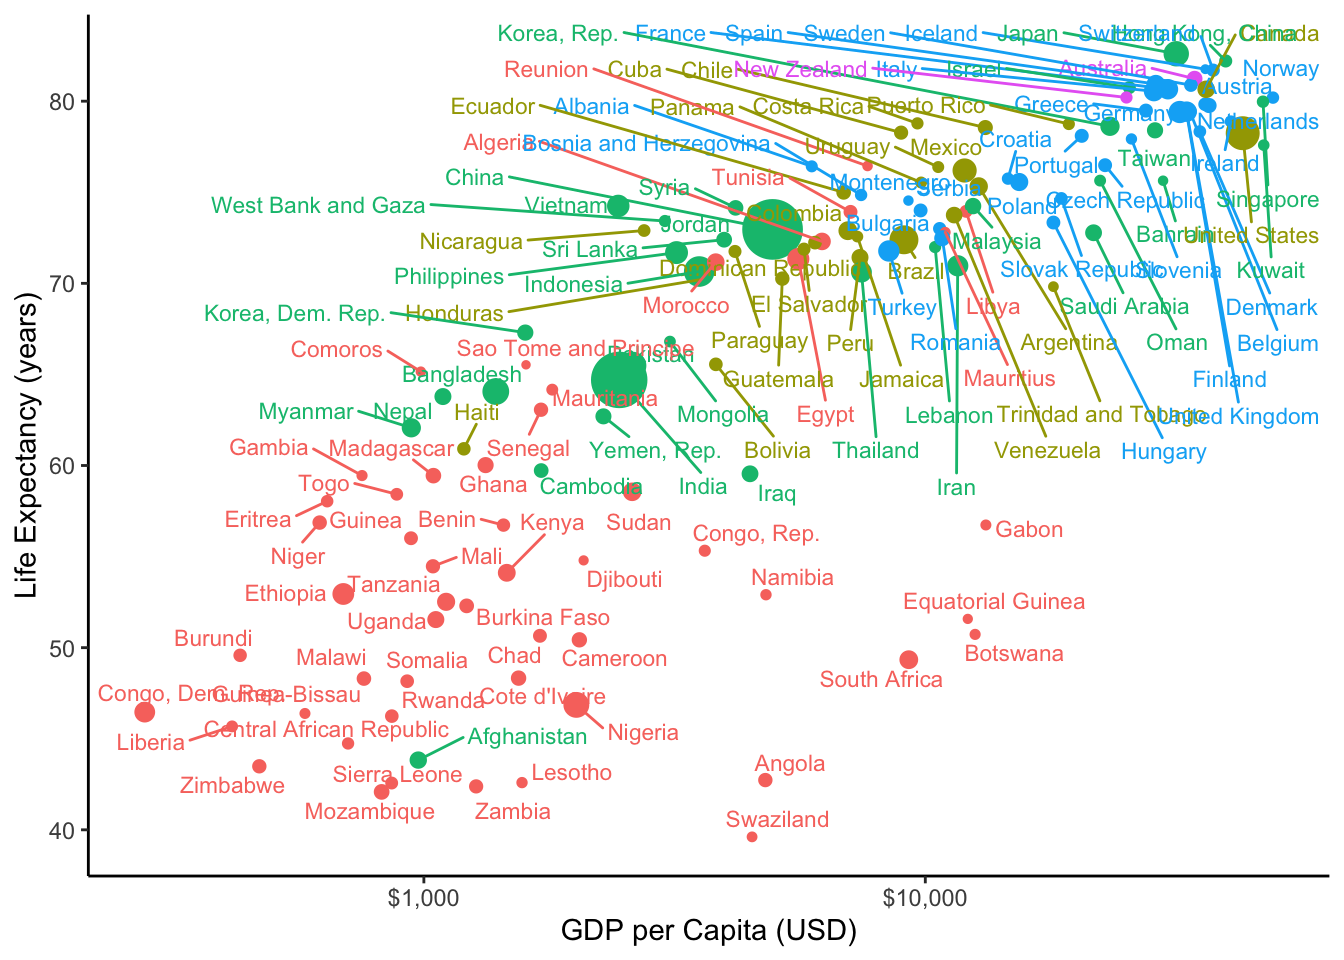 Korea, Rep.
France
Spain
Sweden
Iceland
Japan
Switzerland
Hong Kong, China
Canada
Reunion
Cuba
Chile
New Zealand
Italy
Israel
Australia
Norway
Ecuador
Albania
Panama
Costa Rica
Puerto Rico
Greece
Austria
Germany
Netherlands
Algeria
Bosnia and Herzegovina
Uruguay
Mexico
Croatia
Portugal
Taiwan
Ireland
China
Syria
Tunisia
Montenegro
Serbia
West Bank and Gaza
Vietnam
Colombia
Poland
Czech Republic
Singapore
Nicaragua
Sri Lanka
Jordan
Bulgaria
Malaysia
Bahrain
United States
Philippines
Indonesia
Dominican Republic
Brazil
Slovak Republic
Slovenia
Kuwait
Honduras
Morocco
El Salvador
Turkey
Libya
Saudi Arabia
Denmark
Korea, Dem. Rep.
Paraguay
Peru
Romania
Argentina
Oman
Belgium
Comoros
Sao Tome and Principe
Pakistan
Bangladesh
Guatemala
Jamaica
Mauritius
Finland
Myanmar
Nepal
Haiti
Mauritania
Mongolia
Egypt
Lebanon
Trinidad and Tobago
United Kingdom
Gambia
Madagascar
Senegal
Yemen, Rep.
Bolivia
Thailand
Venezuela
Hungary
Togo
Ghana
Cambodia
India
Iraq
Iran
Eritrea
Guinea
Benin
Kenya
Sudan
Congo, Rep.
Gabon
Niger
Mali
Djibouti
Namibia
Ethiopia
Tanzania
Equatorial Guinea
Uganda
Burkina Faso
Burundi
Malawi
Somalia
Chad
Cameroon
Botswana
South Africa
Congo, Dem. Rep.
Guinea-Bissau
Rwanda
Cote d'Ivoire
Liberia
Central African Republic
Afghanistan
Nigeria
Zimbabwe
Sierra Leone
Lesotho
Angola
Mozambique
Zambia
Swaziland
80
70
60
50
40
Life Expectancy (years)
$1,000
$10,000
GDP per Capita (USD)